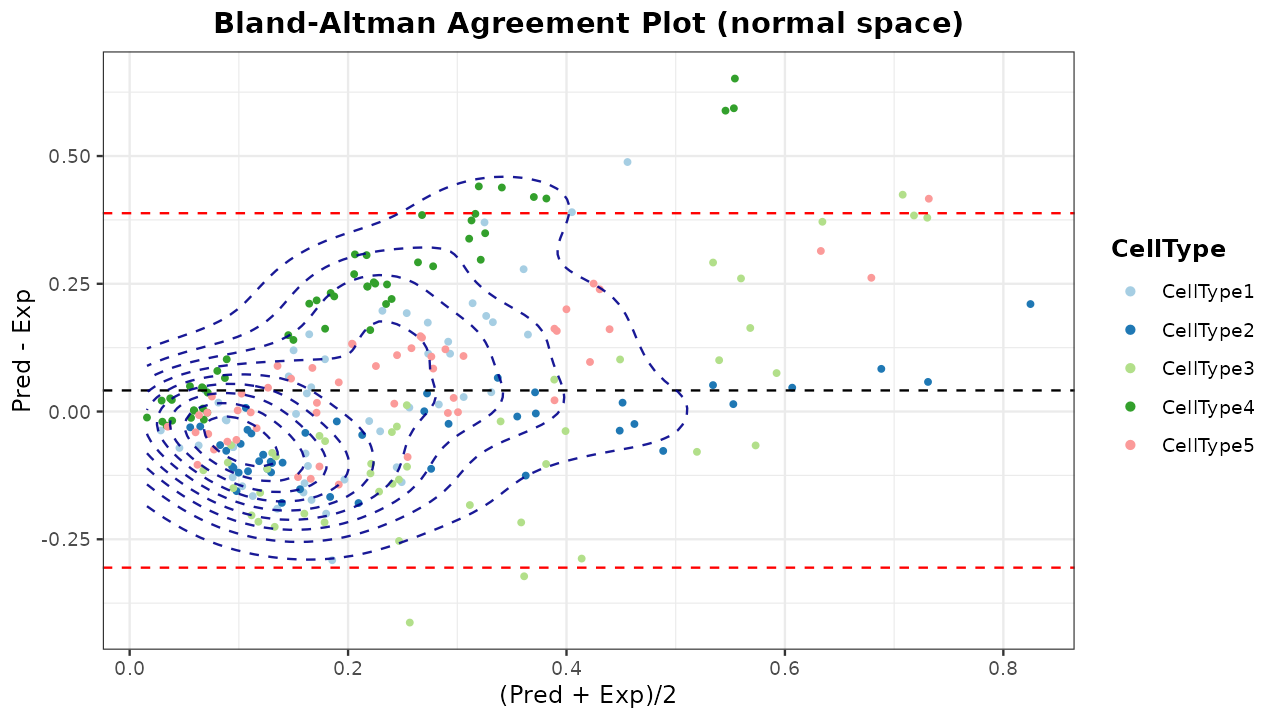 Bland-Altman Agreement Plot (normal space)
Pred - Exp
0.50
0.25
0.00
-0.25
0.0
0.2
0.4
0.6
0.8
(Pred + Exp)/2
CellType
CellType1
CellType2
CellType3
CellType4
CellType5